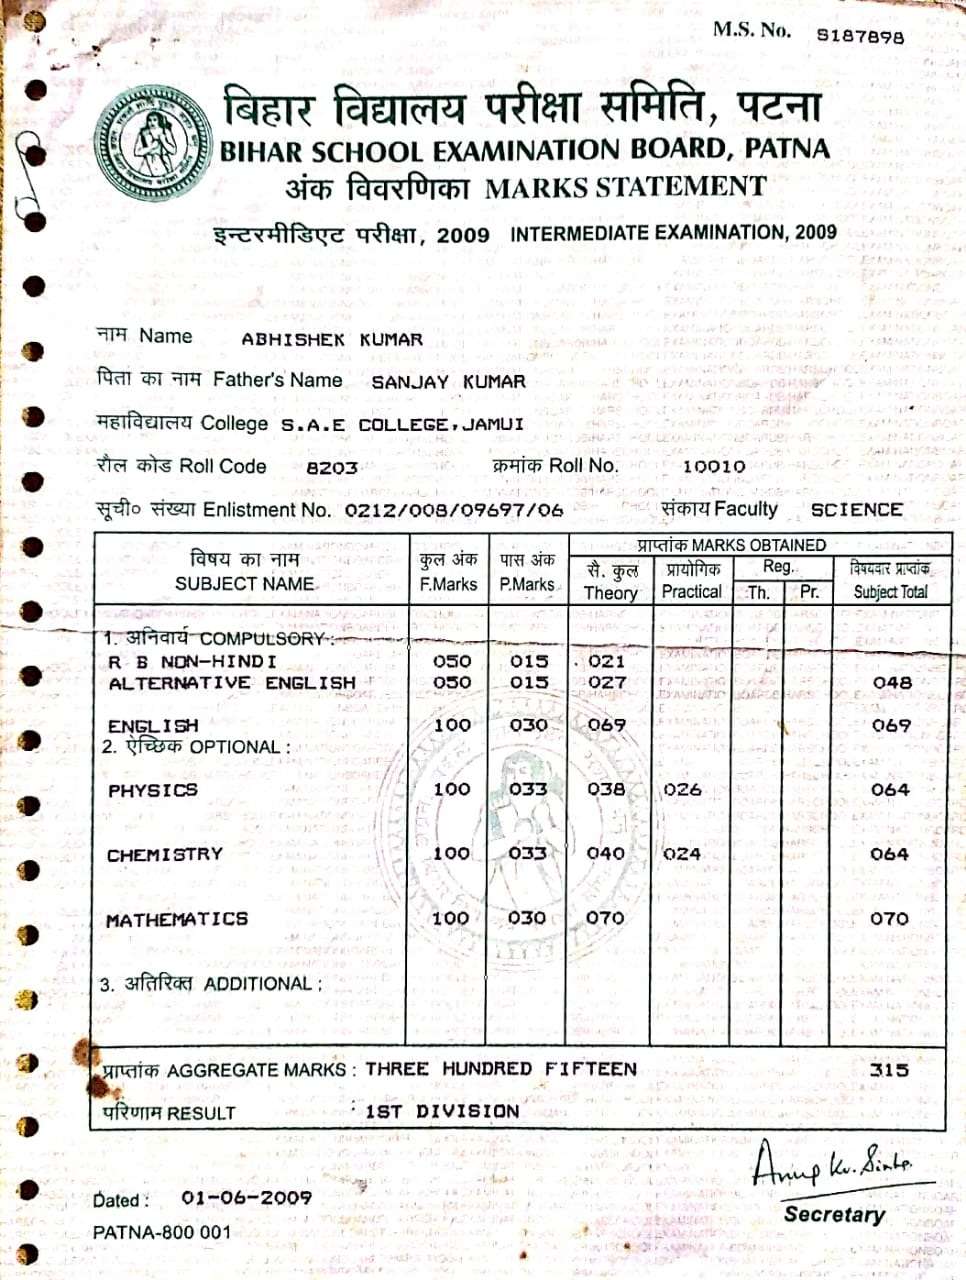 M.S. No. S187898
बिहार विद्यालय परीक्षा समिति, पटना
BIHAR SCHOOL EXAMINATION BOARD, PATNA
अंक विवरणिका MARKS STATEMENT
इन्टरमीडिएट परीक्षा, 2009 INTERMEDIATE EXAMINATION, 2009
नाम Name ABHISHEK KUMAR
पिता का नाम Father's Name SANJAY KUMAR
महाविद्यालय College S.A.E COLLEGE,JAMUI
रौल कोड Roll Code 8203 क्रमांक Roll No. 10010
सूची० संख्या Enlistment No. 0212/008/09697/06 संकाय Faculty SCIENCE
विषय का नाम कुल अंक पास अंक प्राप्तांक MARKS OBTAINED
SUBJECT NAME F.Marks P.Marks सै. कुल प्रायोगिक Reg. विषयवार प्राप्तांक
Theory Practical Th. Pr. Subject Total
1. अनिवार्य COMPULSORY :
R B NON-HINDI 050 015 021
ALTERNATIVE ENGLISH 050 015 027 048
ENGLISH 100 030 069 069
2. ऐच्छिक OPTIONAL :
PHYSICS 100 033 038 026 064
CHEMISTRY 100 033 040 024 064
MATHEMATICS 100 030 070 070
3. अतिरिक्त ADDITIONAL :
प्राप्तांक AGGREGATE MARKS : THREE HUNDRED FIFTEEN 315
परिणाम RESULT : 1ST DIVISION
Anup Kr. Sinha
Dated : 01-06-2009
Secretary
PATNA-800 001